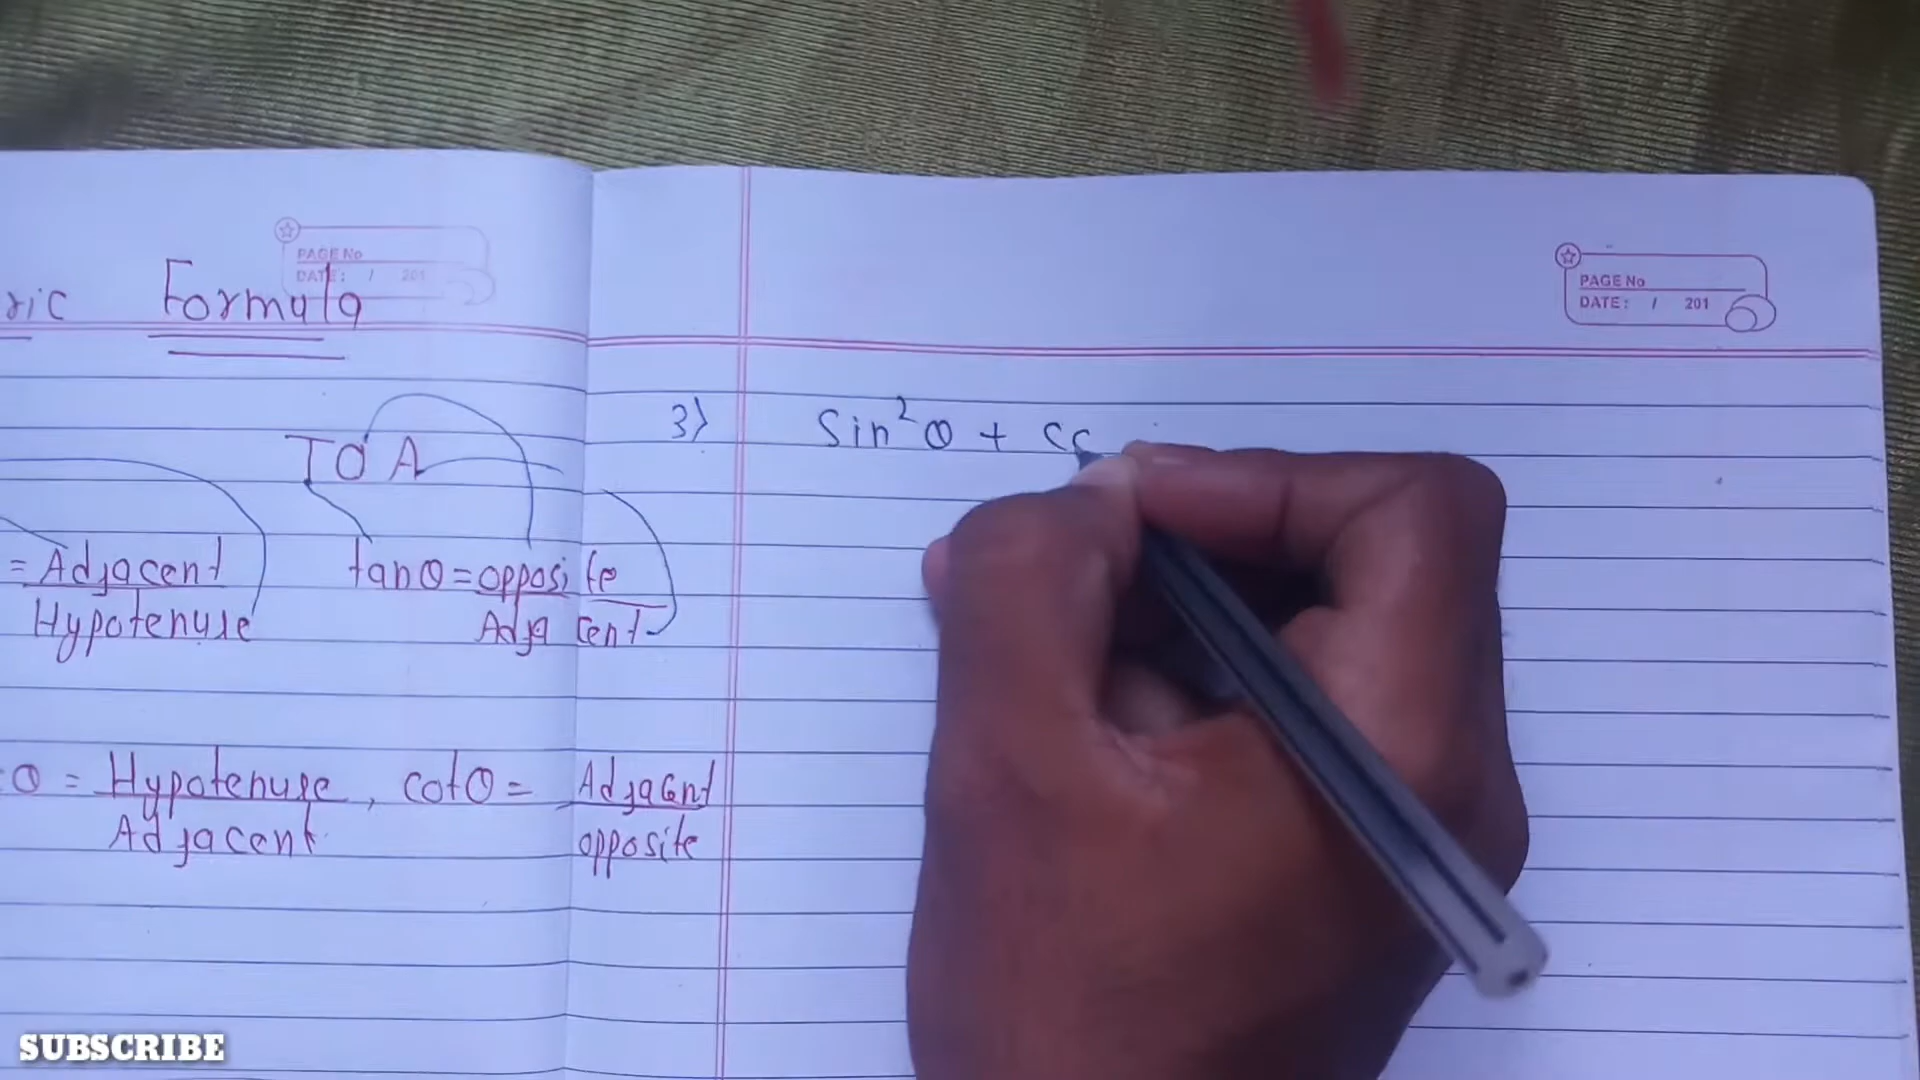 PAGE No
DATE: / 201
ric Formula
TOA
= Adjacent
Hypotenuse
tanθ = opposite
Adjacent
θ = Hypotenuse
Adjacent
, cotθ = Adjacent
opposite
PAGE No
DATE: / 201
3) Sin²θ + co
SUBSCRIBE